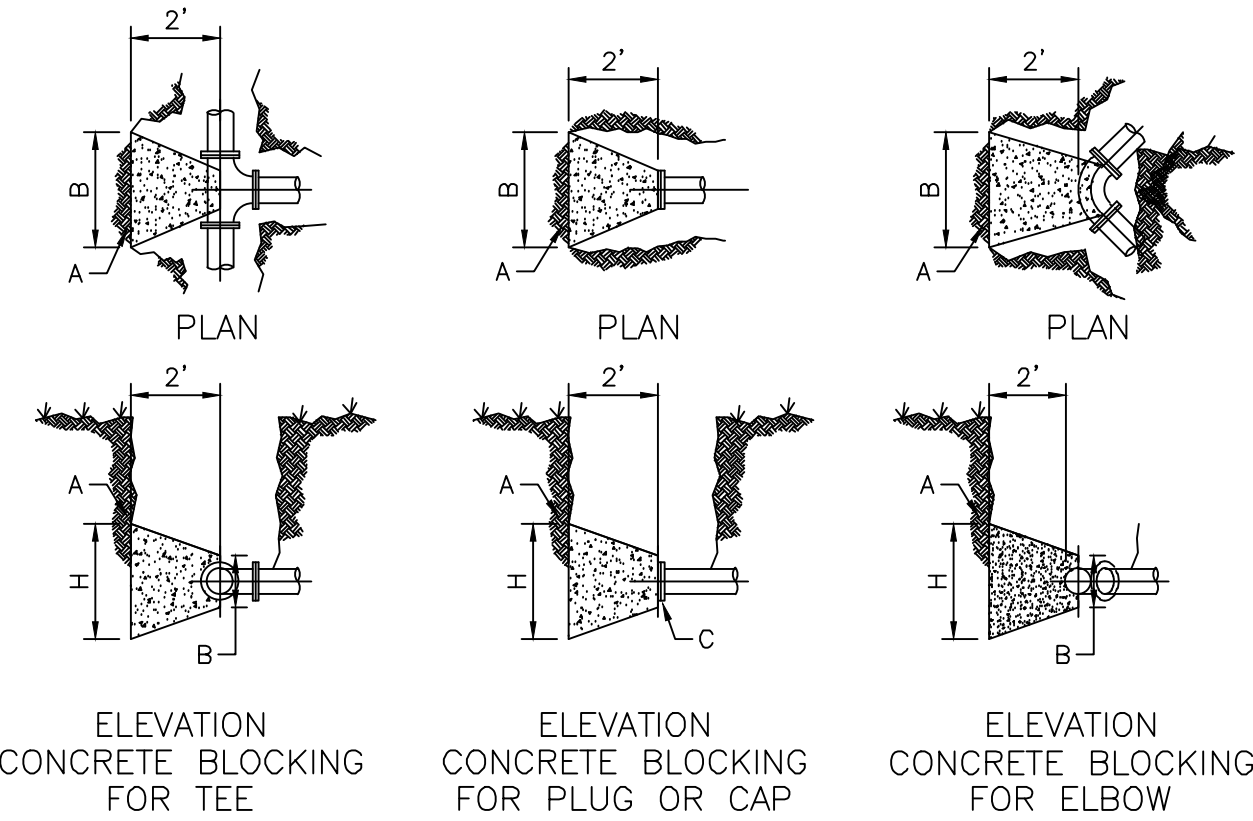 2'
2'
2'
B
B
B
A
A
A
PLAN
PLAN
PLAN
2'
2'
2'
A
A
A
H
H
H
B
C
B
ELEVATION
CONCRETE BLOCKING
FOR TEE
ELEVATION
CONCRETE BLOCKING
FOR PLUG OR CAP
ELEVATION
CONCRETE BLOCKING
FOR ELBOW